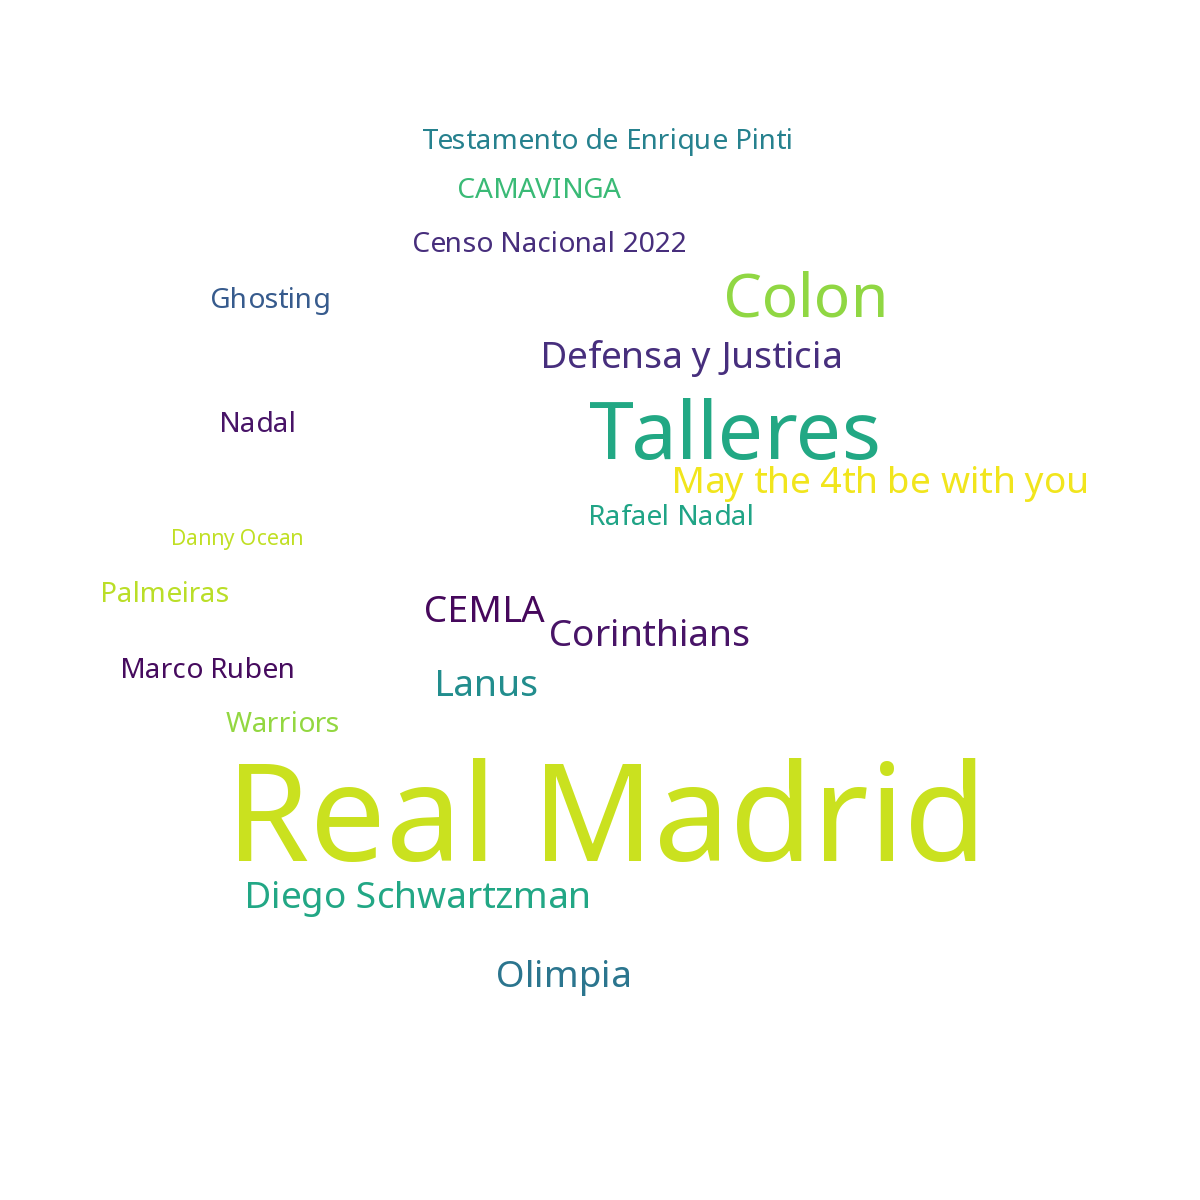 Testamento de Enrique Pinti
CAMAVINGA
Censo Nacional 2022
Ghosting
Colon
Defensa y Justicia
Nadal
Talleres
May the 4th be with you
Rafael Nadal
Danny Ocean
Palmeiras
CEMLA
Corinthians
Marco Ruben
Lanus
Warriors
Real Madrid
Diego Schwartzman
Olimpia